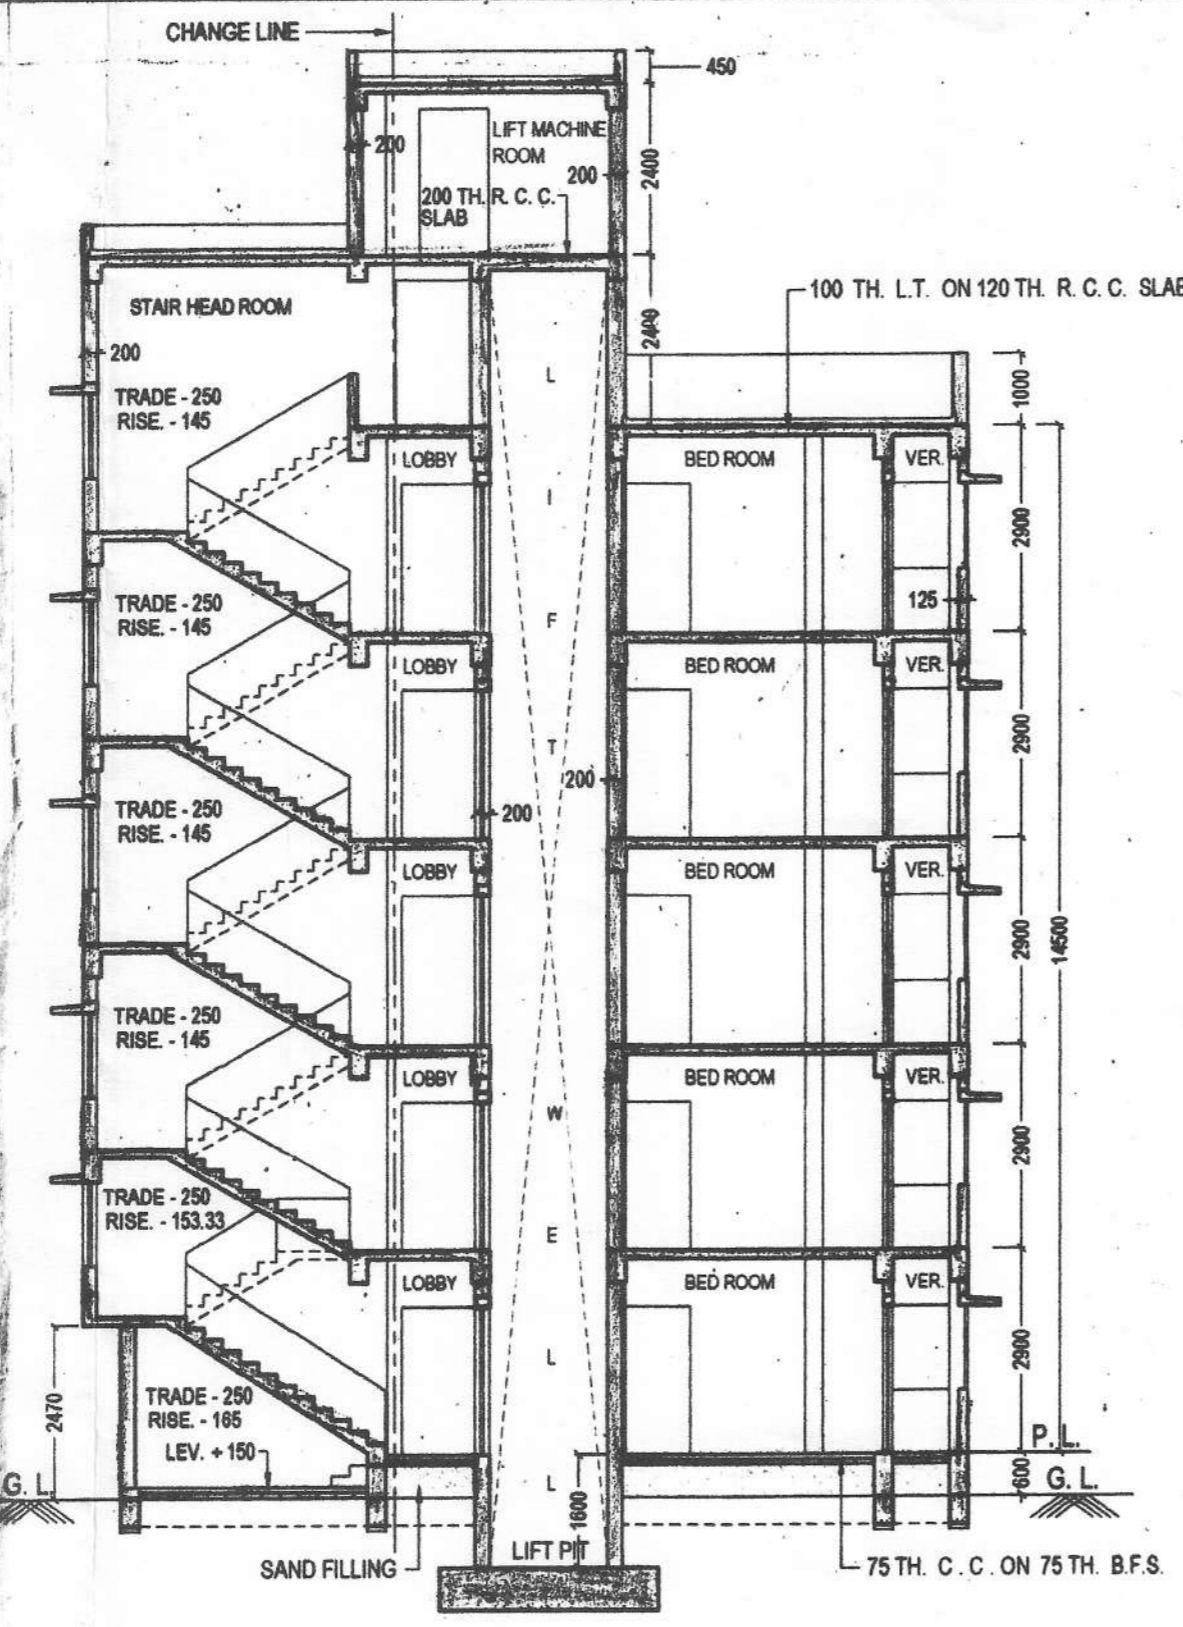 CHANGE LINE
450
LIFT MACHINE
ROOM
200
200
2400
200 TH. R. C. C.
SLAB
100 TH. L.T. ON 120 TH. R. C. C. SLAB
STAIR HEAD ROOM
2400
200
L
1000
TRADE - 250
RISE. - 145
LOBBY
BED ROOM
VER.
I
2900
TRADE - 250
RISE. - 145
125
F
LOBBY
BED ROOM
VER.
T
2900
200
200
TRADE - 250
RISE. - 145
LOBBY
BED ROOM
VER.
2900
14500
TRADE - 250
RISE. - 145
LOBBY
BED ROOM
VER.
W
2900
TRADE - 250
RISE. - 153.33
E
LOBBY
BED ROOM
VER.
L
2900
2470
TRADE - 250
RISE. - 165
LEV. + 150
P. L.
G. L.
L
600
G. L.
1600
LIFT PIT
SAND FILLING
75 TH. C. C. ON 75 TH. B.F.S.